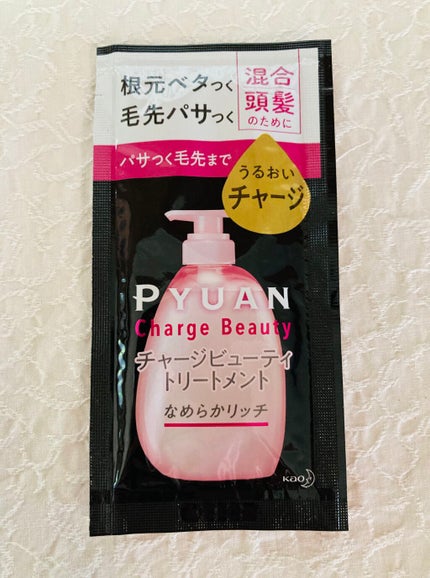 根元ベタつく
毛先パサつく
混合
頭髪
のために
パサつく毛先まで
うるおい
チャージ
PYUAN
Charge Beauty
チャージビューティ
トリートメント
なめらかリッチ
Kao